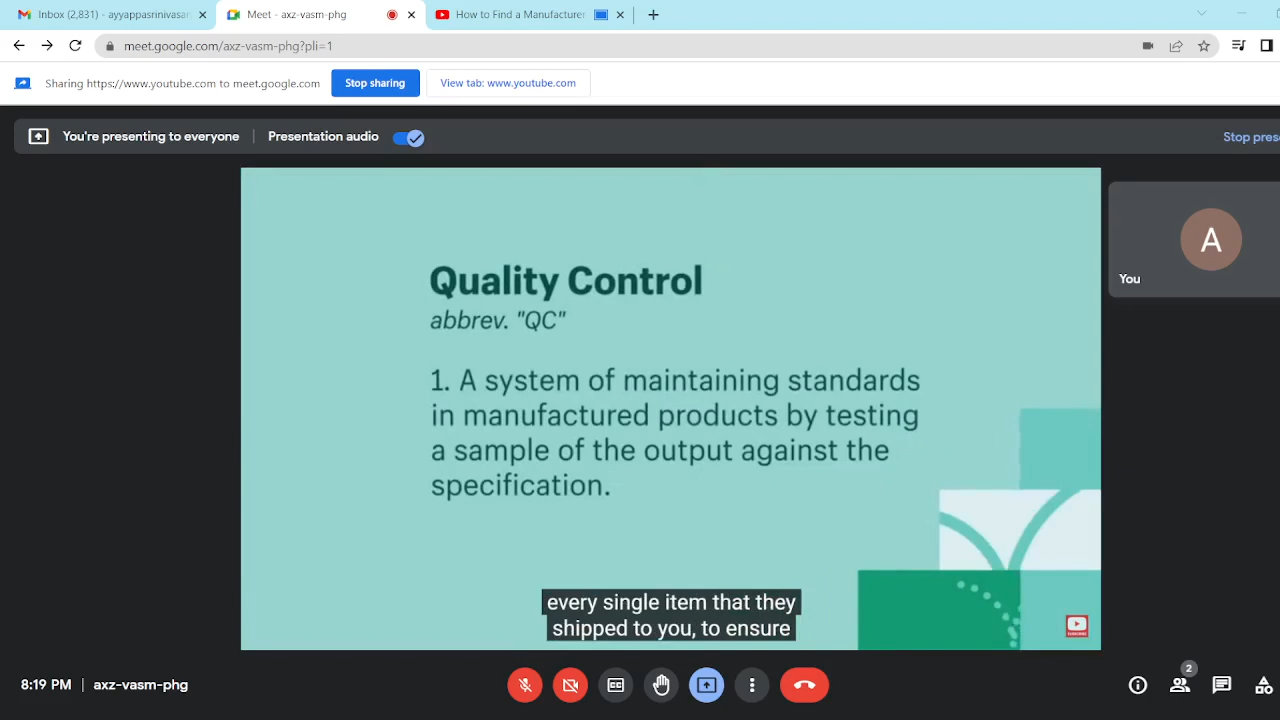 Inbox (2,831) - ayyappasrinivasar
Meet - axz-vasm-phg
How to Find a Manufacturer
meet.google.com/axz-vasm-phg?pli=1
Sharing https://www.youtube.com to meet.google.com
Stop sharing
View tab: www.youtube.com
You're presenting to everyone
Presentation audio
Stop prese
A
You
Quality Control
abbrev. "QC"
1. A system of maintaining standards
in manufactured products by testing
a sample of the output against the
specification.
every single item that they
shipped to you, to ensure
SUBSCRIBE
8:19 PM
axz-vasm-phg
CC
2